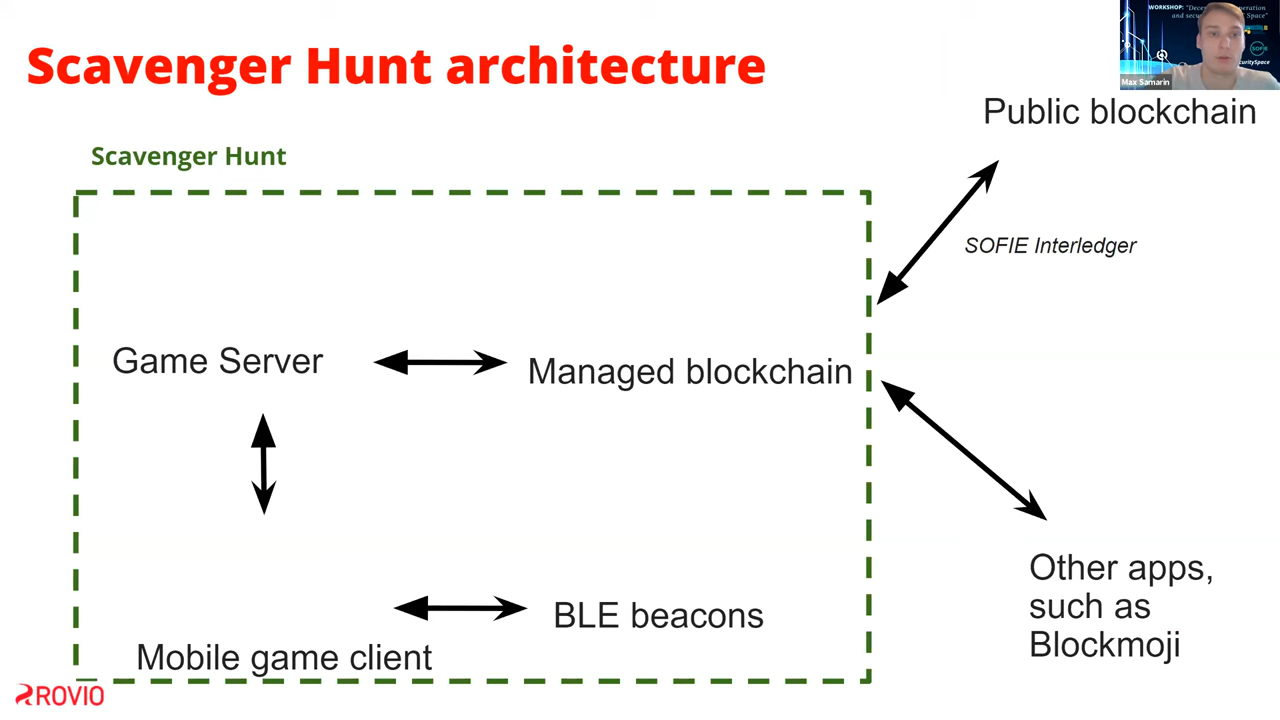 Scavenger Hunt architecture
WORKSHOP:
Max Samarin
Public blockchain
Scavenger Hunt
SOFIE Interledger
Game Server
Managed blockchain
Other apps,
such as
Blockmoji
BLE beacons
Mobile game client
ROVIO